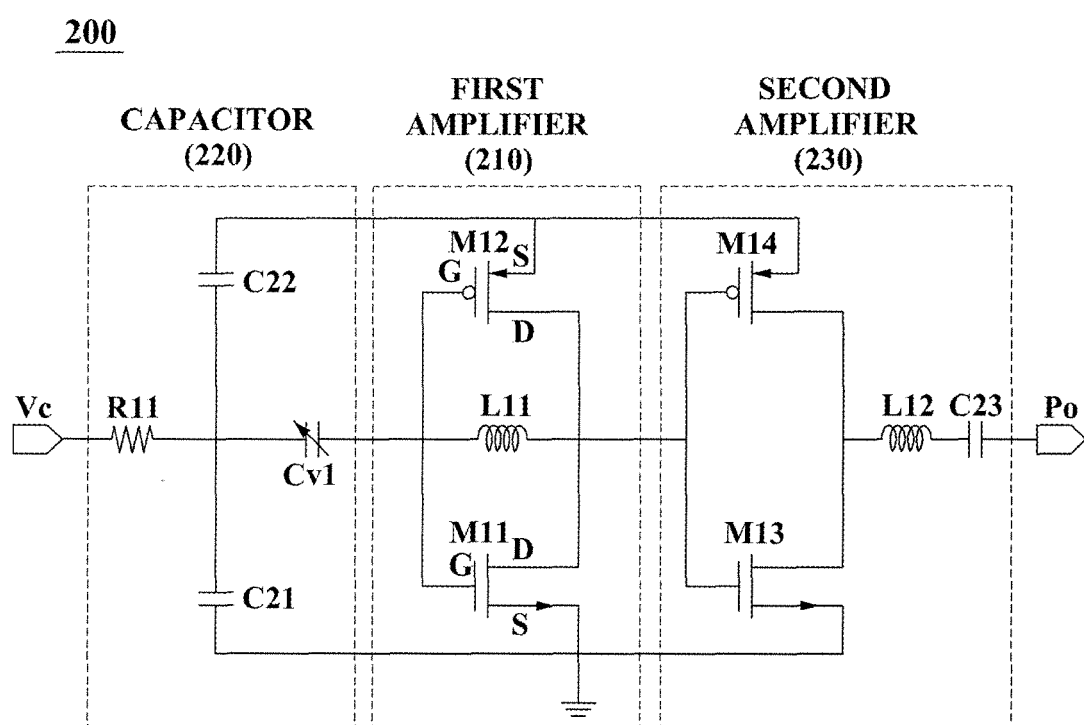 200
CAPACITOR
(220)
FIRST
AMPLIFIER
(210)
SECOND
AMPLIFIER
(230)
M12
S
G
D
M14
C22
Vc
R11
Cv1
L11
L12
C23
Po
M11
D
G
S
M13
C21